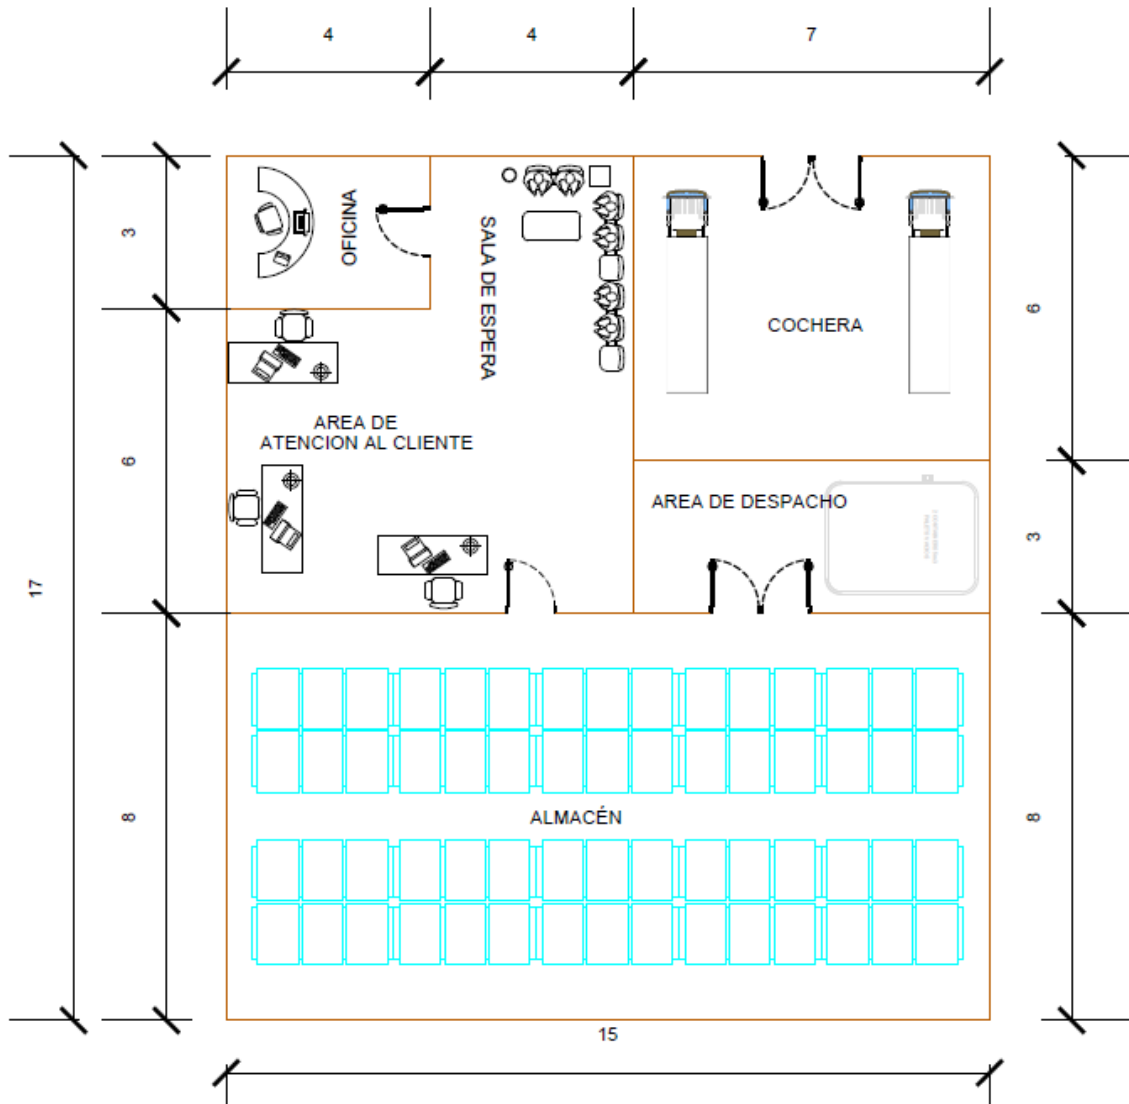 4
4
7
3
OFICINA
SALA DE ESPERA
COCHERA
6
AREA DE
ATENCION AL CLIENTE
6
AREA DE DESPACHO
3
17
8
ALMACÉN
8
15